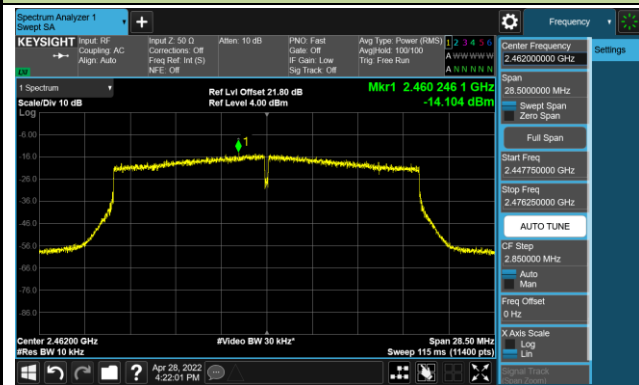 Spectrum Analyzer 1
Swept SA
Frequency
KEYSIGHT
Input: RF
Coupling: AC
Align: Auto
Input Z: 50 Ω
Corrections: Off
Freq Ref: Int (S)
NFE: Off
Atten: 10 dB
PNO: Fast
Gate: Off
IF Gain: Low
Sig Track: Off
Avg Type: Power (RMS)
Avg|Hold: 100/100
Trig: Free Run
1 2 3 4 5 6
A W W W W W
A N N N N N
LXI
1 Spectrum
Scale/Div 10 dB
Log
Ref Lvl Offset 21.80 dB
Ref Level 4.00 dBm
Mkr1 2.460 246 1 GHz
-14.104 dBm
1
-6.00
-16.0
-26.0
-36.0
-46.0
-56.0
-66.0
-76.0
-86.0
Center 2.46200 GHz
#Res BW 10 kHz
#Video BW 30 kHz*
Span 28.50 MHz
Sweep 115 ms (11400 pts)
Center Frequency
2.462000000 GHz
Settings
Span
28.5000000 MHz
Swept Span
Zero Span
Full Span
Start Freq
2.447750000 GHz
Stop Freq
2.476250000 GHz
AUTO TUNE
CF Step
2.850000 MHz
Auto
Man
Freq Offset
0 Hz
X Axis Scale
Log
Lin
Signal Track
(Span Zoom)
?
Apr 28, 2022
4:22:01 PM